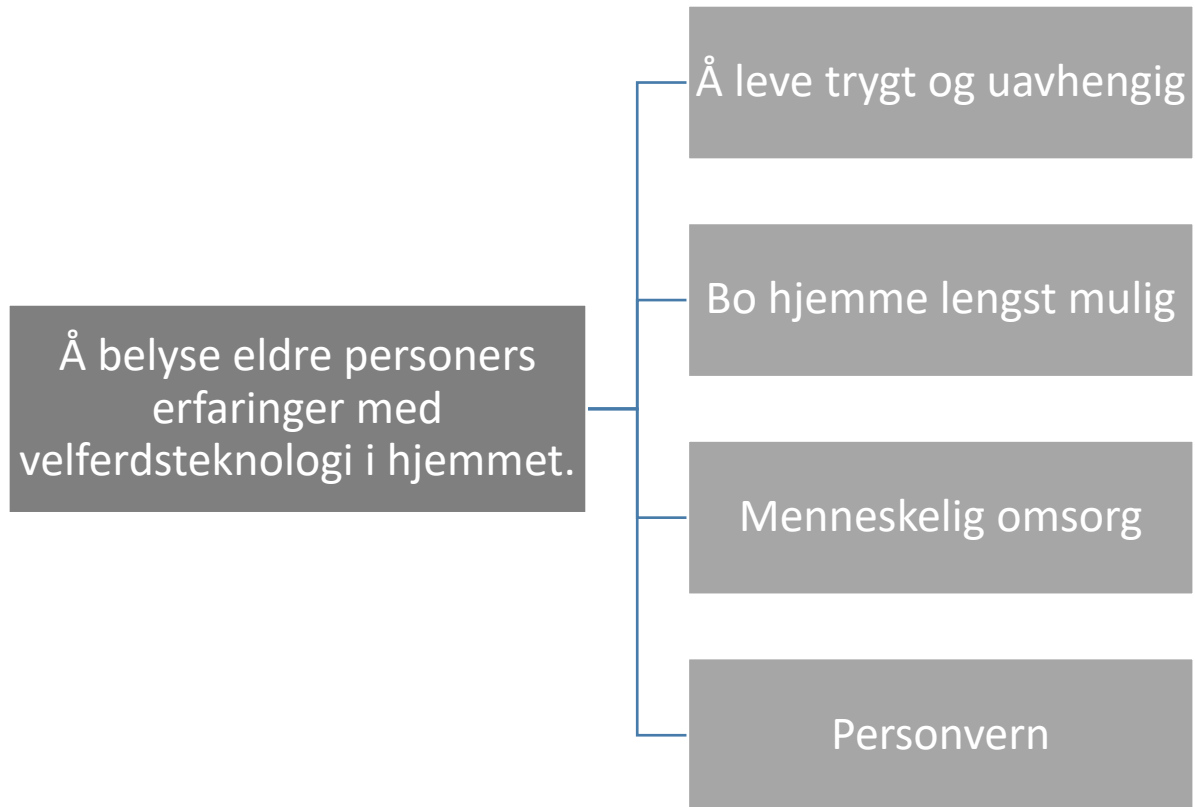 Å leve trygt og uavhengig
Bo hjemme lengst mulig
Å belyse eldre personers
erfaringer med
velferdsteknologi i hjemmet.
Menneskelig omsorg
Personvern